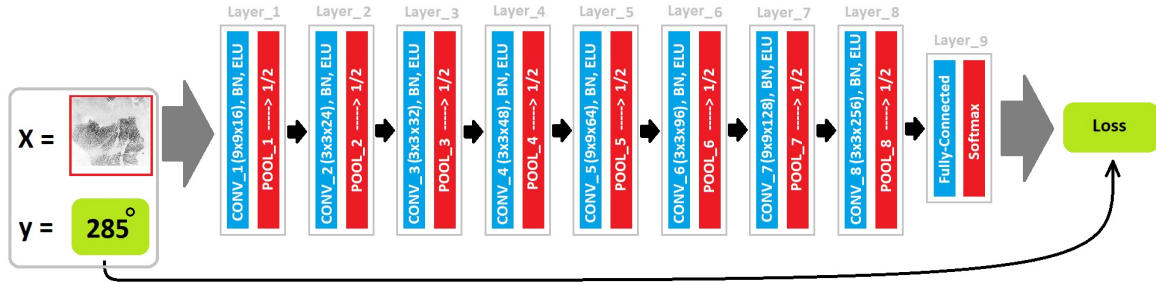 Layer_1
Layer_2
Layer_3
Layer_4
Layer_5
Layer_6
Layer_7
Layer_8
Layer_9
X =
y =
285°
CONV_1 (9x9x16), BN, ELU
POOL_1 -----> 1/2
CONV_2 (3x3x24), BN, ELU
POOL_2 -----> 1/2
CONV_3 (3x3x32), BN, ELU
POOL_3 -----> 1/2
CONV_4 (3x3x48), BN, ELU
POOL_4 -----> 1/2
CONV_5 (9x9x64), BN, ELU
POOL_5 -----> 1/2
CONV_6 (3x3x96), BN, ELU
POOL_6 -----> 1/2
CONV_7 (9x9x128), BN, ELU
POOL_7 -----> 1/2
CONV_8 (3x3x256), BN, ELU
POOL_8 -----> 1/2
Fully-Connected
Softmax
Loss